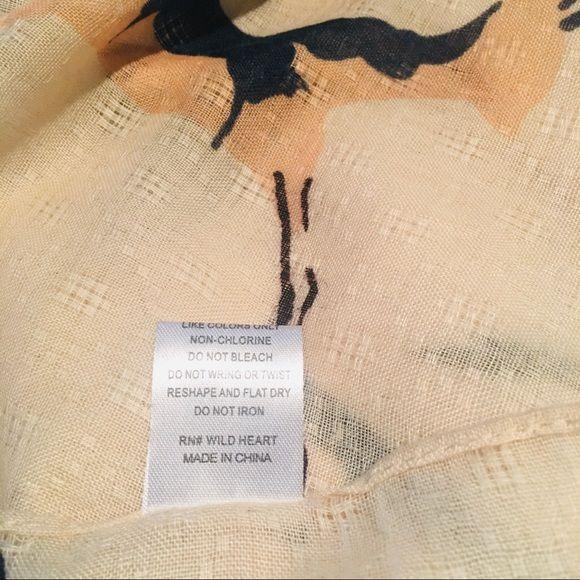 LIKE COLORS ONLY
NON-CHLORINE
DO NOT BLEACH
DO NOT WRING OR TWIST
RESHAPE AND FLAT DRY
DO NOT IRON
RN# WILD HEART
MADE IN CHINA